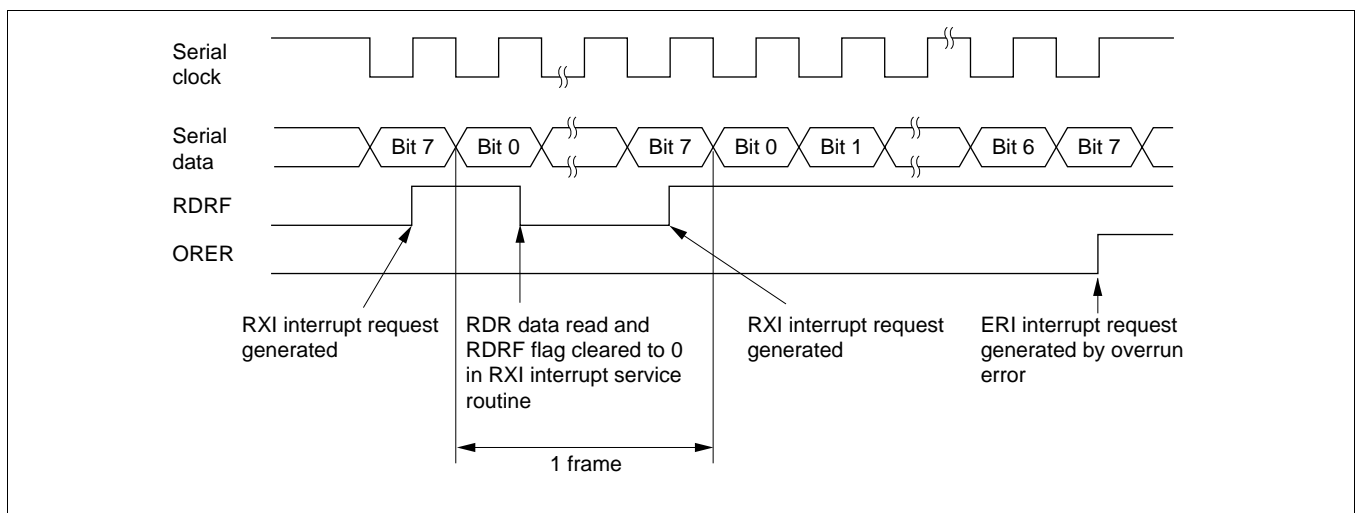 Serial
clock
Serial
data
Bit 7
Bit 0
Bit 7
Bit 0
Bit 1
Bit 6
Bit 7
RDRF
ORER
RXI interrupt request
generated
RDR data read and
RDRF flag cleared to 0
in RXI interrupt service
routine
RXI interrupt request
generated
ERI interrupt request
generated by overrun
error
1 frame